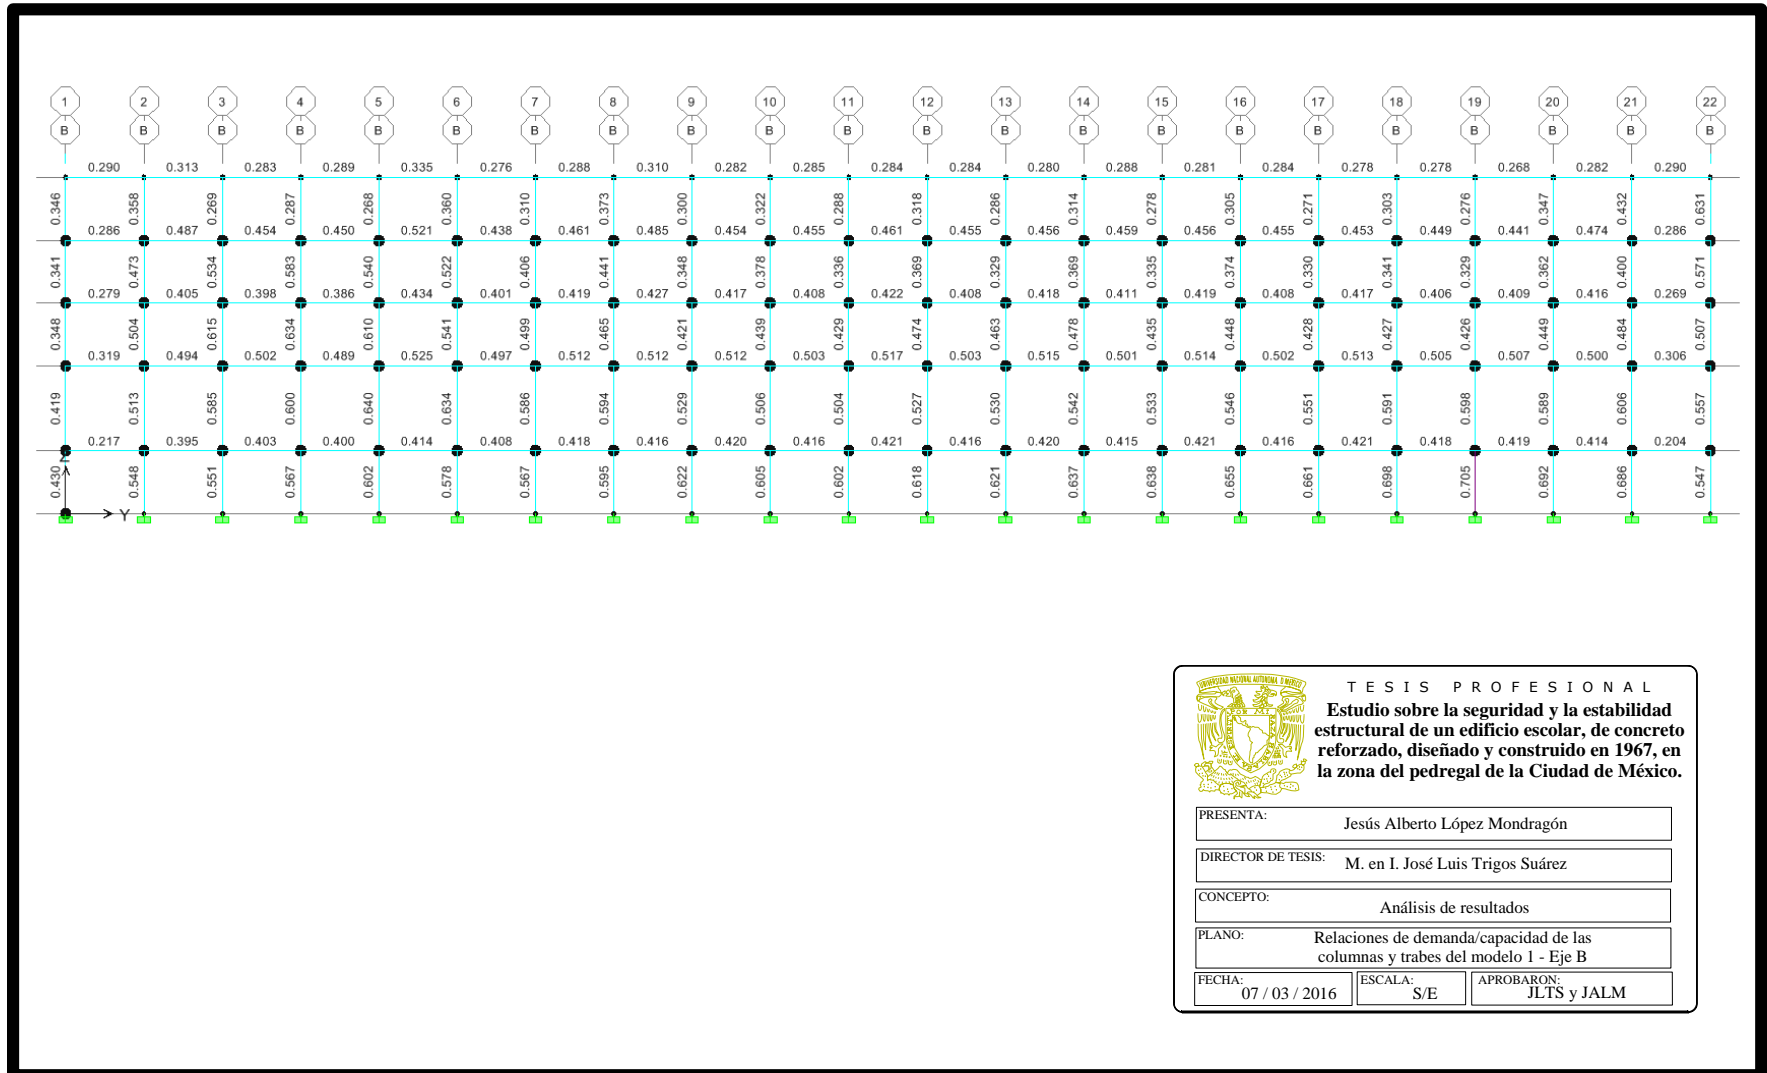 1 2 3 4 5 6 7 8 9 10 11 12 13 14 15 16 17 18 19 20 21 22
B B B B B B B B B B B B B B B B B B B B B B
0.290 0.313 0.283 0.289 0.335 0.276 0.288 0.310 0.282 0.285 0.284 0.284 0.280 0.288 0.281 0.284 0.278 0.278 0.268 0.282 0.290
0.346 0.358 0.269 0.287 0.268 0.360 0.310 0.373 0.300 0.322 0.288 0.318 0.286 0.314 0.278 0.305 0.271 0.303 0.276 0.347 0.432 0.631
0.286 0.487 0.454 0.450 0.521 0.438 0.461 0.485 0.454 0.455 0.461 0.455 0.456 0.459 0.456 0.455 0.453 0.449 0.441 0.474 0.286
0.341 0.473 0.534 0.583 0.540 0.522 0.406 0.441 0.348 0.378 0.336 0.369 0.329 0.369 0.335 0.374 0.330 0.341 0.329 0.362 0.400 0.571
0.279 0.405 0.398 0.386 0.434 0.401 0.419 0.427 0.417 0.408 0.422 0.408 0.418 0.411 0.419 0.408 0.417 0.406 0.409 0.416 0.269
0.348 0.504 0.615 0.634 0.610 0.541 0.499 0.465 0.421 0.439 0.429 0.474 0.463 0.478 0.435 0.448 0.428 0.427 0.426 0.449 0.484 0.507
0.319 0.494 0.502 0.489 0.525 0.497 0.512 0.512 0.512 0.503 0.517 0.503 0.515 0.501 0.514 0.502 0.513 0.505 0.507 0.500 0.306
0.419 0.513 0.585 0.600 0.640 0.634 0.586 0.594 0.529 0.506 0.504 0.527 0.530 0.542 0.533 0.546 0.551 0.591 0.598 0.589 0.606 0.557
0.217 0.395 0.403 0.400 0.414 0.408 0.418 0.416 0.420 0.416 0.421 0.416 0.420 0.415 0.421 0.416 0.421 0.418 0.419 0.414 0.204
Z
0.430 0.548 0.551 0.567 0.602 0.578 0.567 0.595 0.622 0.605 0.602 0.618 0.621 0.637 0.638 0.655 0.661 0.698 0.705 0.692 0.686 0.547
Y
TESIS PROFESIONAL
Estudio sobre la seguridad y la estabilidad
estructural de un edificio escolar, de concreto
reforzado, diseñado y construido en 1967, en
la zona del pedregal de la Ciudad de México.
PRESENTA: Jesús Alberto López Mondragón
DIRECTOR DE TESIS: M. en I. José Luis Trigos Suárez
CONCEPTO: Análisis de resultados
PLANO: Relaciones de demanda/capacidad de las
columnas y trabes del modelo 1 - Eje B
FECHA: 07 / 03 / 2016 ESCALA: S/E APROBARON: JLTS y JALM